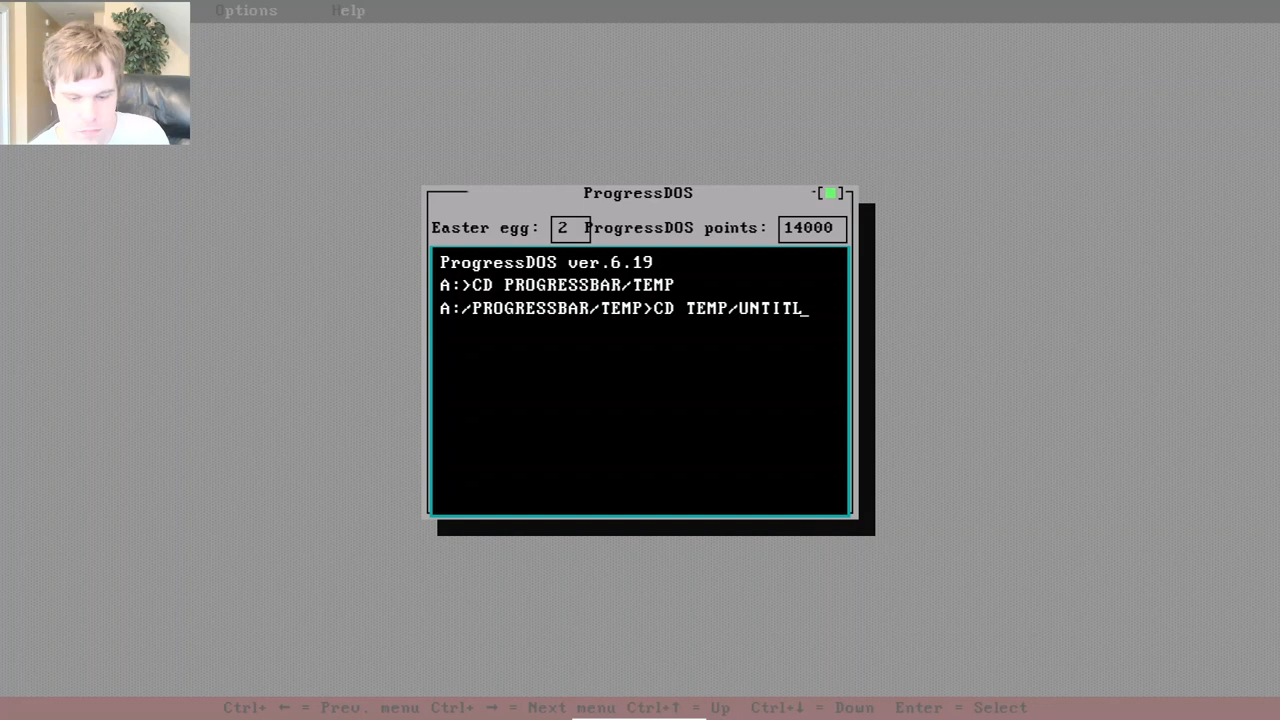 Options Help
ProgressDOS
Easter egg: 2 ProgressDOS points: 14000
ProgressDOS ver.6.19
A:>CD PROGRESSBAR/TEMP
A:/PROGRESSBAR/TEMP>CD TEMP/UNTITL_
Ctrl+ ← = Prev. menu Ctrl+ → = Next menu Ctrl+↑ = Up Ctrl+↓ = Down Enter = Select